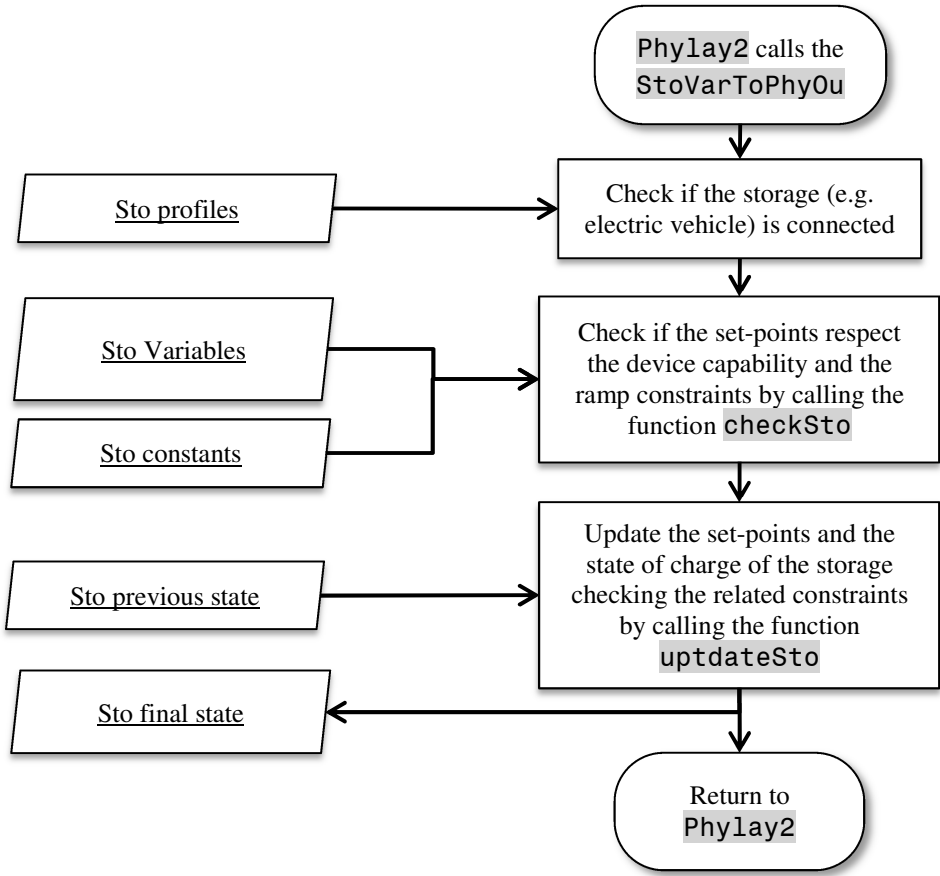 Phylay2 calls the
StoVarToPhyOu
Sto profiles
Check if the storage (e.g.
electric vehicle) is connected
Sto Variables
Sto constants
Check if the set-points respect
the device capability and the
ramp constraints by calling the
function checkSto
Sto previous state
Update the set-points and the
state of charge of the storage
checking the related constraints
by calling the function
uptdateSto
Sto final state
Return to
Phylay2